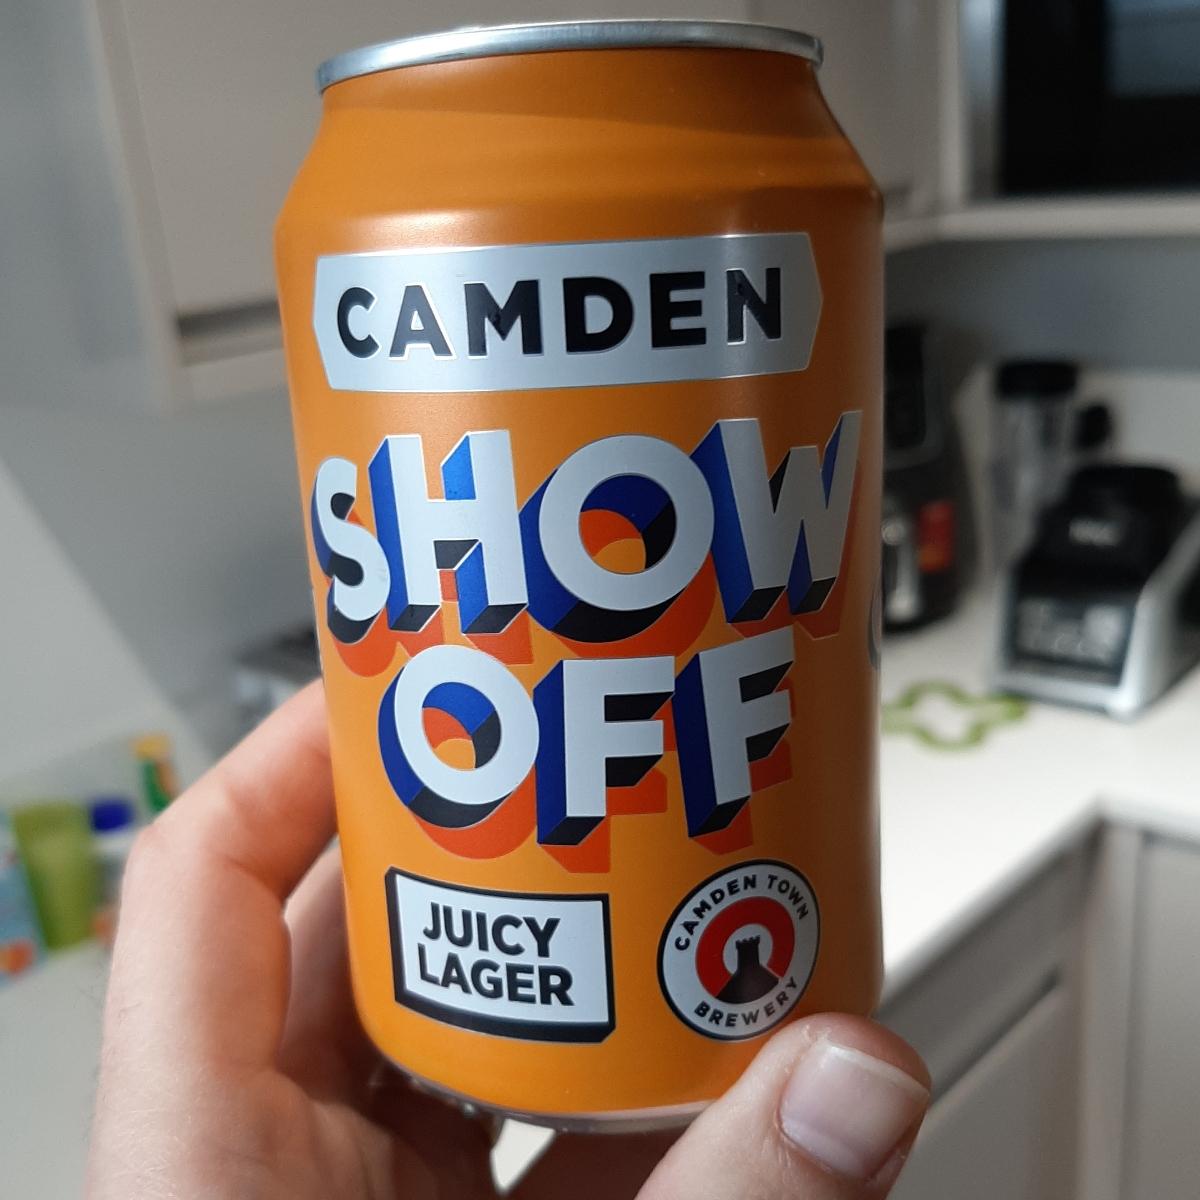 CAMDEN
SHOW
OFF
JUICY
LAGER
CAMDEN TOWN
BREWERY